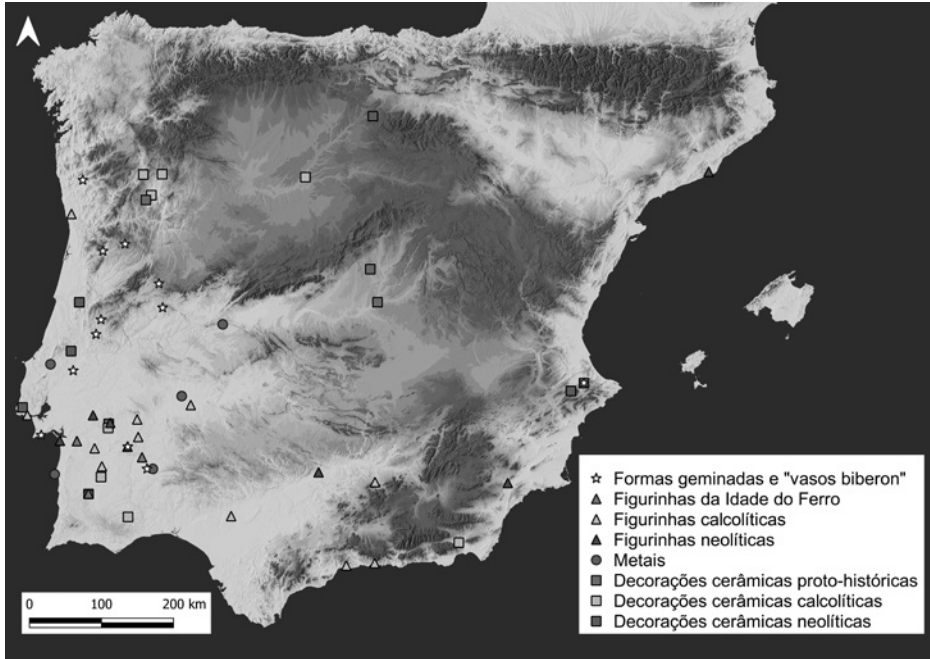 Formas geminadas e "vasos biberon"
Figurinhas da Idade do Ferro
Figurinhas calcolíticas
Figurinhas neolíticas
Metais
Decorações cerâmicas proto-históricas
Decorações cerâmicas calcolíticas
Decorações cerâmicas neolíticas
0 100 200 km